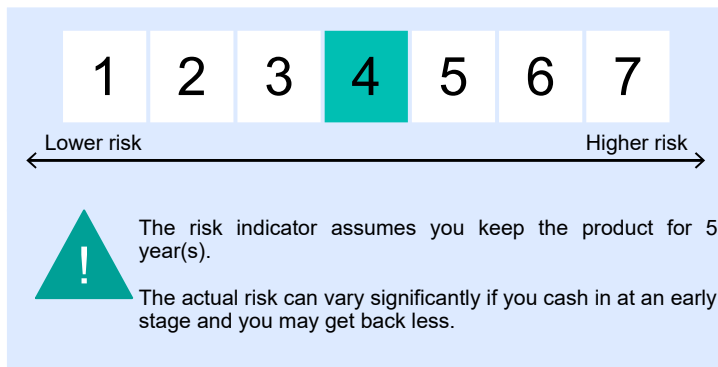 1 2 3 4 5 6 7
Lower risk Higher risk
!
The risk indicator assumes you keep the product for 5
year(s).
The actual risk can vary significantly if you cash in at an early
stage and you may get back less.